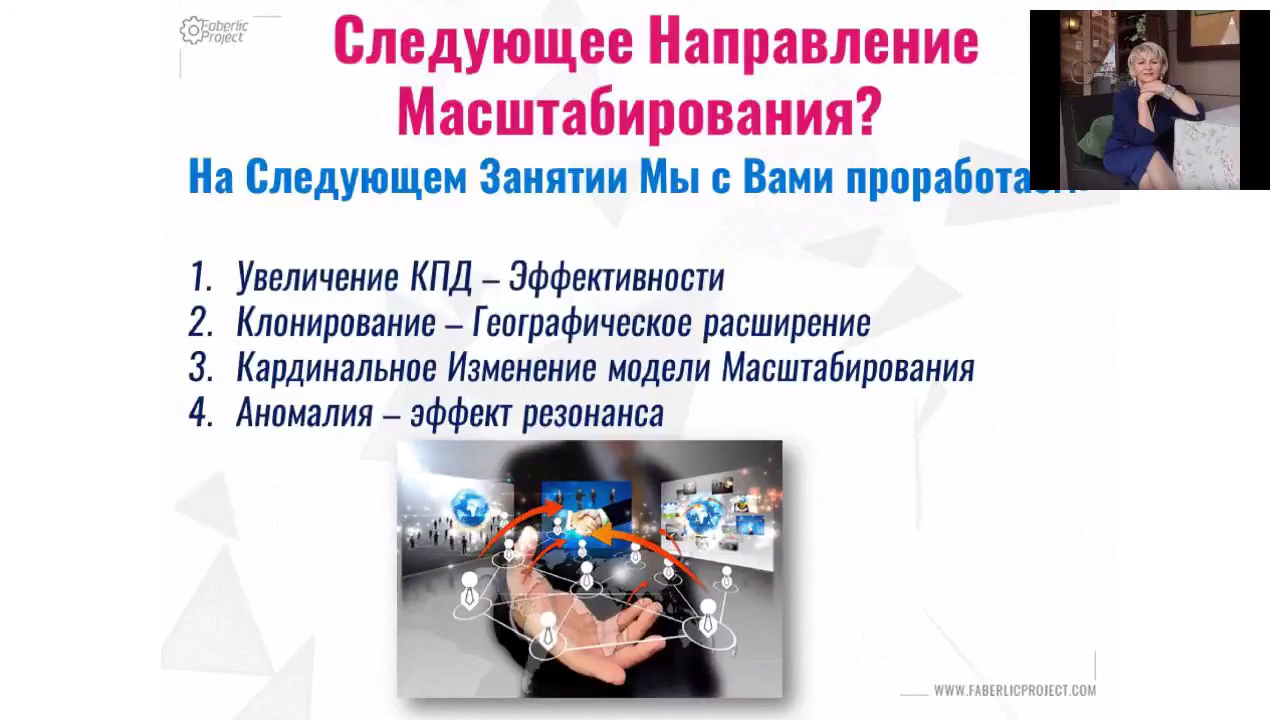 Faberlic
Project
Следующее Направление
Масштабирования?
На Следующем Занятии Мы с Вами
1. Увеличение КПД – Эффективности
2. Клонирование – Географическое расширение
3. Кардинальное Изменение модели Масштабирования
4. Аномалия – эффект резонанса
WWW.FABERLICPROJECT.COM